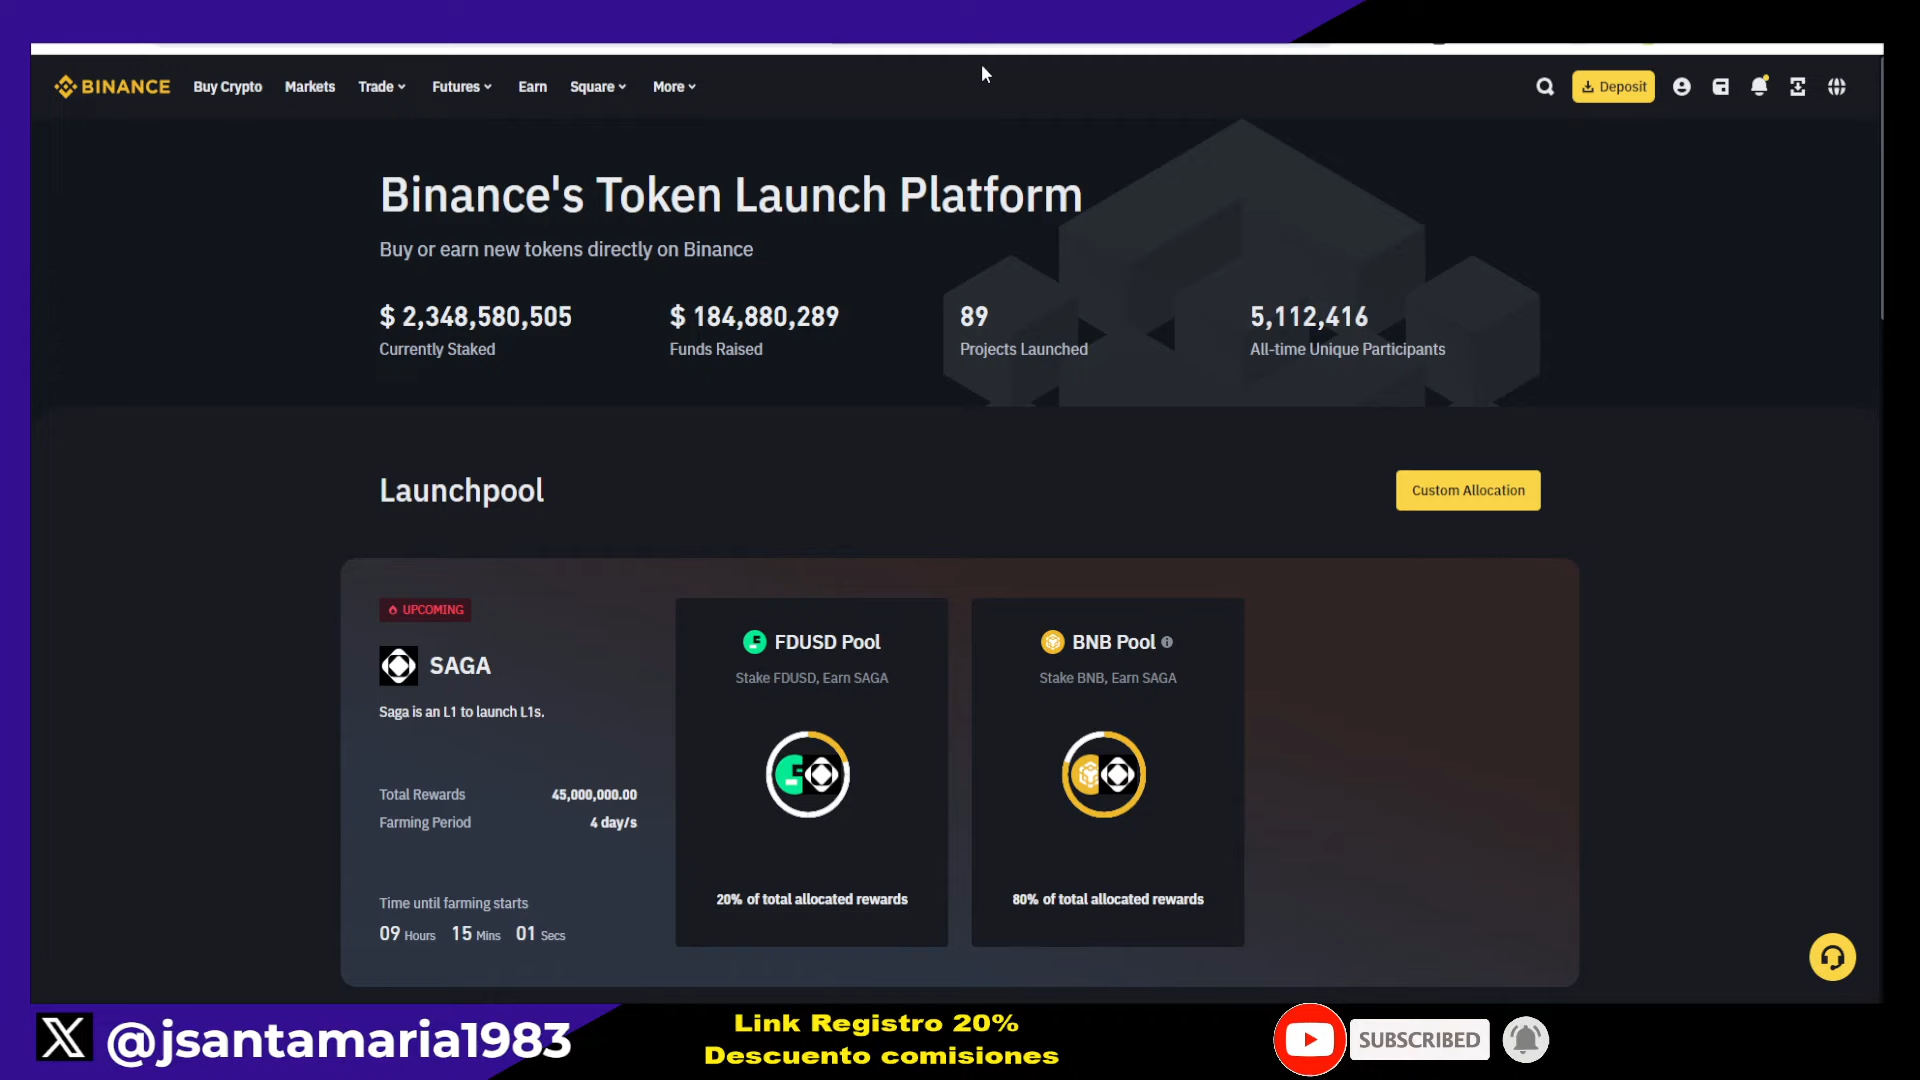 BINANCE Buy Crypto Markets Trade Futures Earn Square More Deposit
Binance's Token Launch Platform
Buy or earn new tokens directly on Binance
$ 2,348,580,505 $ 184,880,289 89 5,112,416
Currently Staked Funds Raised Projects Launched All-time Unique Participants
Launchpool Custom Allocation
UPCOMING
SAGA
Saga is an L1 to launch L1s.
Total Rewards 45,000,000.00
Farming Period 4 day/s
Time until farming starts
09 Hours 15 Mins 01 Secs
FDUSD Pool
Stake FDUSD, Earn SAGA
20% of total allocated rewards
BNB Pool
Stake BNB, Earn SAGA
80% of total allocated rewards
@jsantamaria1983
Link Registro 20%
Descuento comisiones
SUBSCRIBED